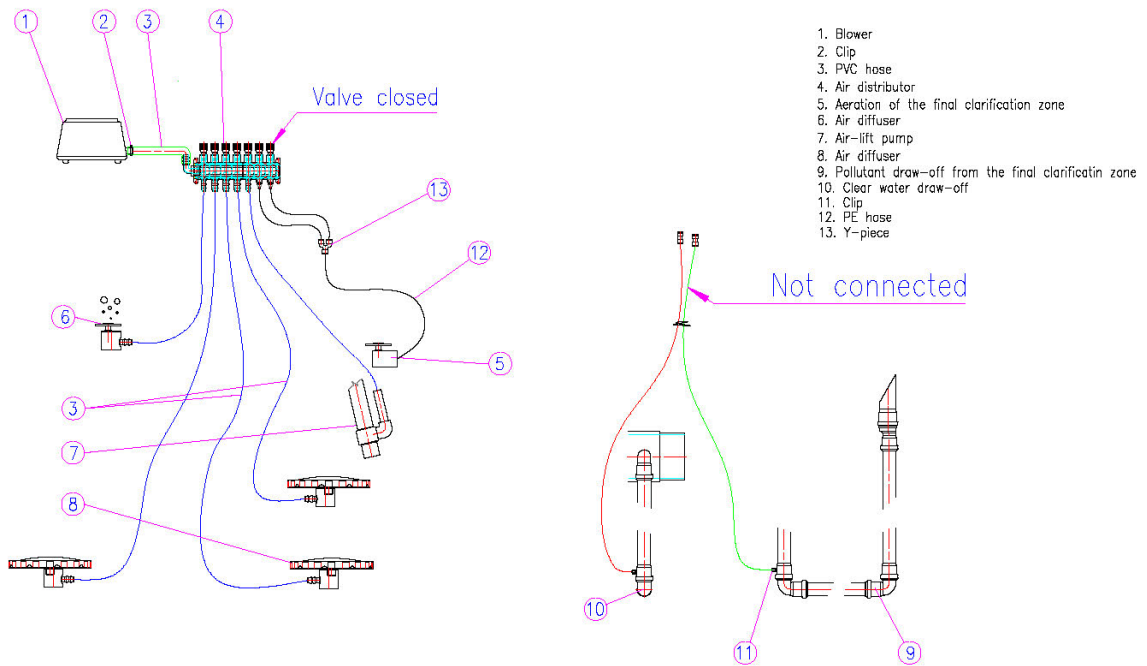 1
2
3
4
1. Blower
2. Clip
3. PVC hose
4. Air distributor
5. Aeration of the final clarification zone
6. Air diffuser
7. Air-lift pump
8. Air diffuser
9. Pollutant draw-off from the final clarificatin zone
10. Clear water draw-off
11. Clip
12. PE hose
13. Y-piece
Valve closed
13
12
Not connected
6
5
3
7
8
10
11
9